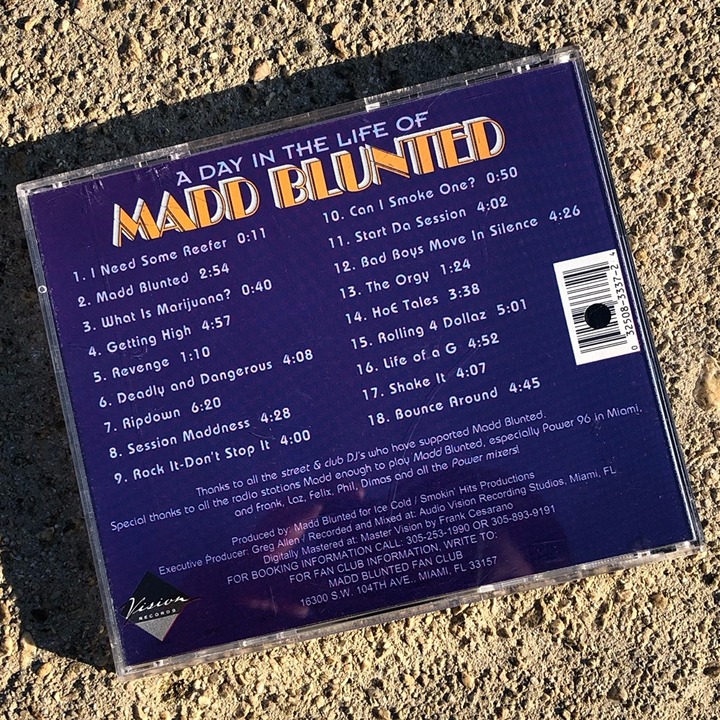 A DAY IN THE LIFE OF
MADD BLUNTED
1. I Need Some Reefer 0:11
2. Madd Blunted 2:54
3. What Is Marijuana? 0:40
4. Getting High 4:57
5. Revenge 1:10
6. Deadly and Dangerous 4:08
7. Ripdown 6:20
8. Session Maddness 4:28
9. Rock It-Don't Stop It 4:00
10. Can I Smoke One? 0:50
11. Start Da Session 4:02
12. Bad Boys Move In Silence 4:26
13. The Orgy 1:24
14. HoE Tales 3:38
15. Rolling 4 Dollaz 5:01
16. Life of a G 4:52
17. Shake It 4:07
18. Bounce Around 4:45
0 32508-3337-2 4
Thanks to all the street & club DJ's who have supported Madd Blunted.
Special thanks to all the radio stations Madd enough to play Madd Blunted, especially Power 96 in Miami,
and Frank, Laz, Felix, Phil, Dimas and all the Power mixers!
Produced by: Madd Blunted for Ice Cold / Smokin' Hits Productions
Executive Producer: Greg Allen / Recorded and Mixed at: Audio Vision Recording Studios, Miami, FL
Digitally Mastered at: Master Vision by Frank Cesarano
FOR BOOKING INFORMATION CALL: 305-253-1990 OR 305-893-9191
FOR FAN CLUB INFORMATION, WRITE TO:
MADD BLUNTED FAN CLUB
16300 S.W. 104TH AVE., MIAMI, FL 33157
Vision
RECORDS